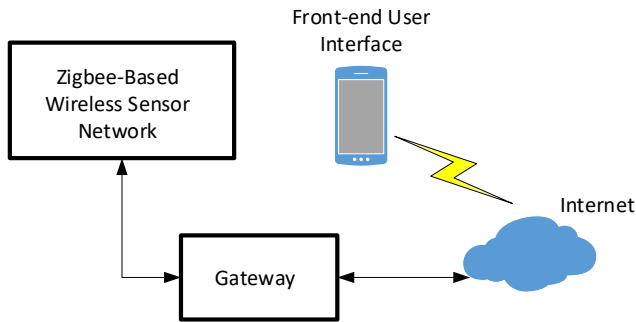 Front-end User
Interface
Zigbee-Based
Wireless Sensor
Network
Internet
Gateway